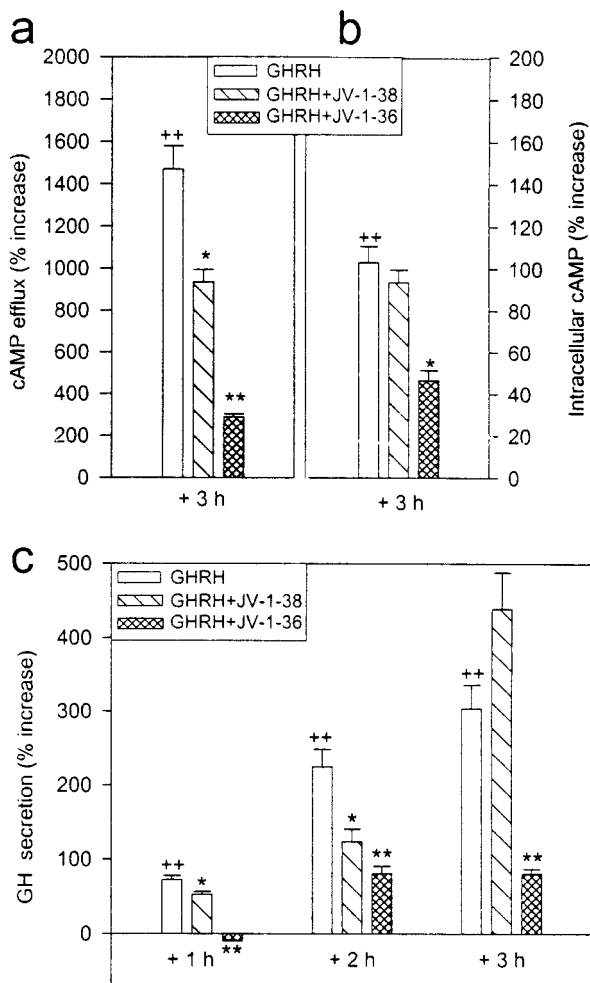 a
b
2000
1800
1600
1400
1200
1000
800
600
400
200
0
cAMP efflux (% increase)
GHRH
GHRH+JV-1-38
GHRH+JV-1-36
++
*
**
+ 3 h
++
*
+ 3 h
200
180
160
140
120
100
80
60
40
20
0
Intracellular cAMP (% increase)
c
500
400
300
200
100
0
GH secretion (% increase)
GHRH
GHRH+JV-1-38
GHRH+JV-1-36
++
*
**
++
*
**
++
**
+ 1 h
+ 2 h
+ 3 h